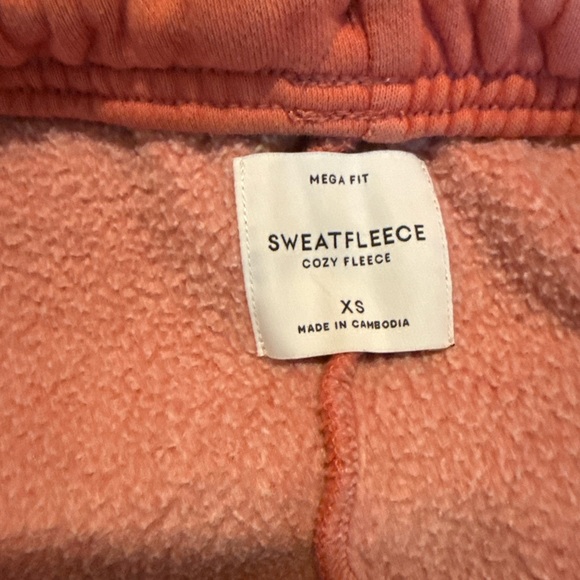 MEGA FIT
SWEATFLEECE
COZY FLEECE
XS
MADE IN CAMBODIA